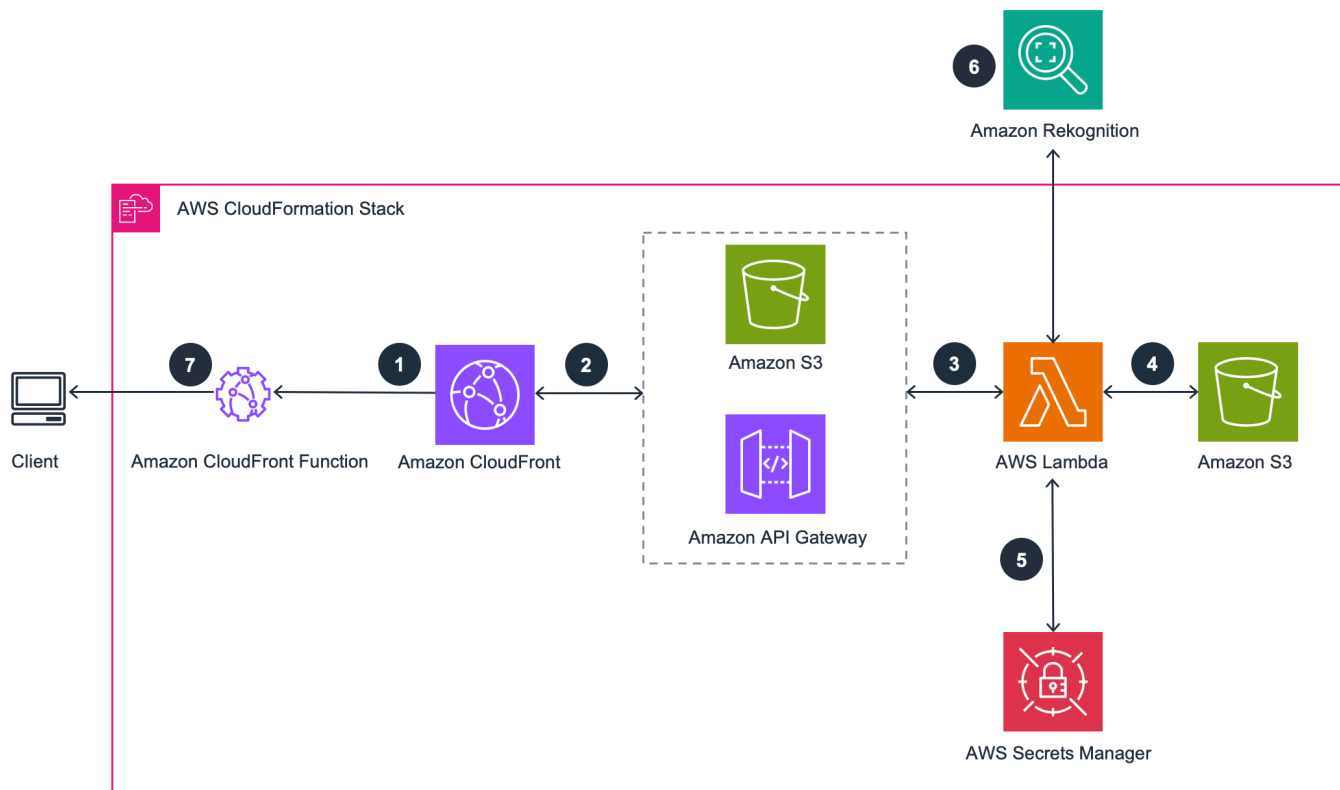 6
Amazon Rekognition
AWS CloudFormation Stack
Amazon S3
7
1
2
3
4
Client
Amazon CloudFront Function
Amazon CloudFront
</>
Amazon API Gateway
AWS Lambda
Amazon S3
5
AWS Secrets Manager